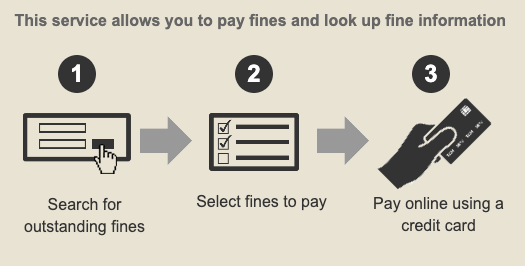 This service allows you to pay fines and look up fine information
1
2
3
Search for
outstanding fines
Select fines to pay
Pay online using a
credit card